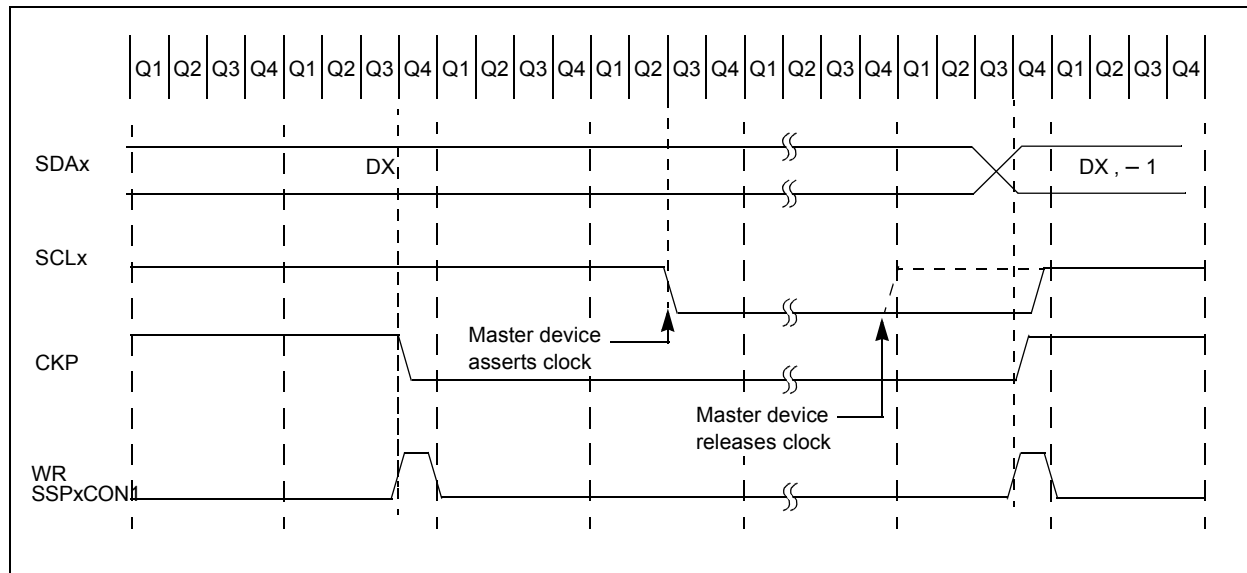 Q1 Q2 Q3 Q4 Q1 Q2 Q3 Q4 Q1 Q2 Q3 Q4 Q1 Q2 Q3 Q4 Q1 Q2 Q3 Q4 Q1 Q2 Q3 Q4 Q1 Q2 Q3 Q4
SDAx
DX
DX , – 1
SCLx
Master device
asserts clock
CKP
Master device
releases clock
WR
SSPxCON1